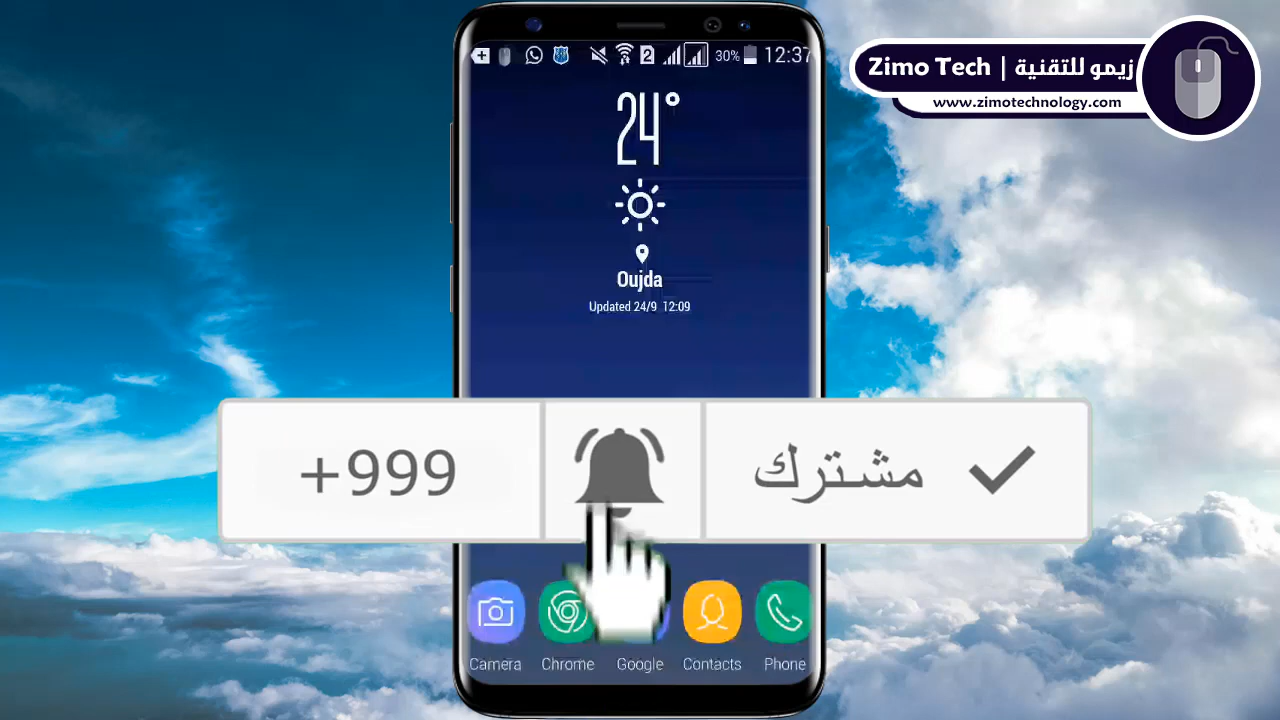 2 30% 12:37
Zimo Tech | زيمو للتقنية
www.zimotechnology.com
24°
Oujda
Updated 24/9 12:09
+999
مشترك
Camera
Chrome
Google
Contacts
Phone